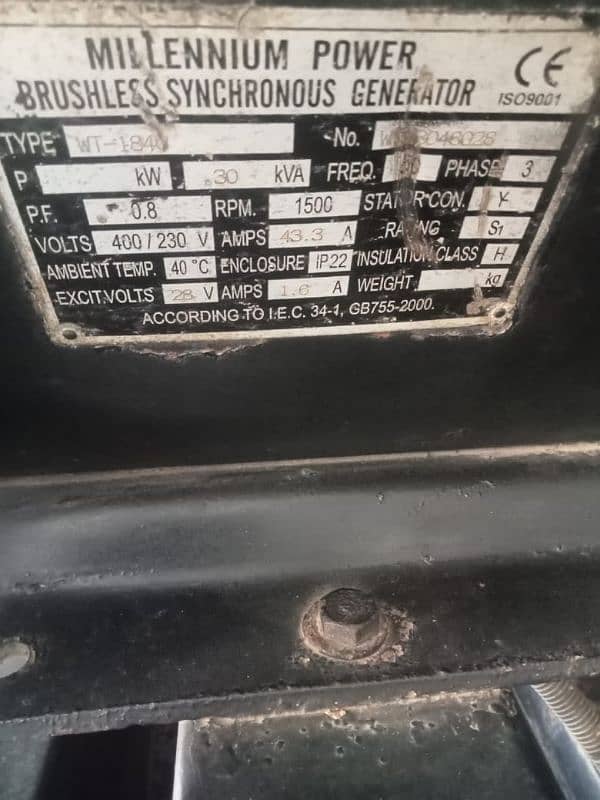 MILLENNIUM POWER CE
BRUSHLESS SYNCHRONOUS GENERATOR ISO9001
TYPE No.
P kW 30 kVA FREQ. PHASE 3
P.F. 0.8 RPM. 1500 STATOR CON. Y
VOLTS 400/230 V AMPS 43.3 A RATING S1
AMBIENT TEMP. 40°C ENCLOSURE IP22 INSULATION CLASS H
EXCIT.VOLTS 28 V AMPS 1.6 A WEIGHT kg
ACCORDING TO I.E.C. 34-1, GB755-2000.